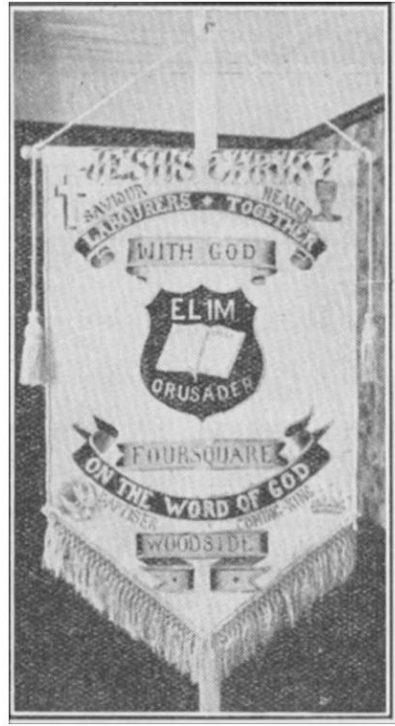 JESUS CHRIST
SAVIOUR HEALER
LABOURERS TOGETHER
WITH GOD
ELIM
CRUSADER
FOURSQUARE
ON THE WORD OF GOD
BAPTISER COMING-KING
WOODSIDE